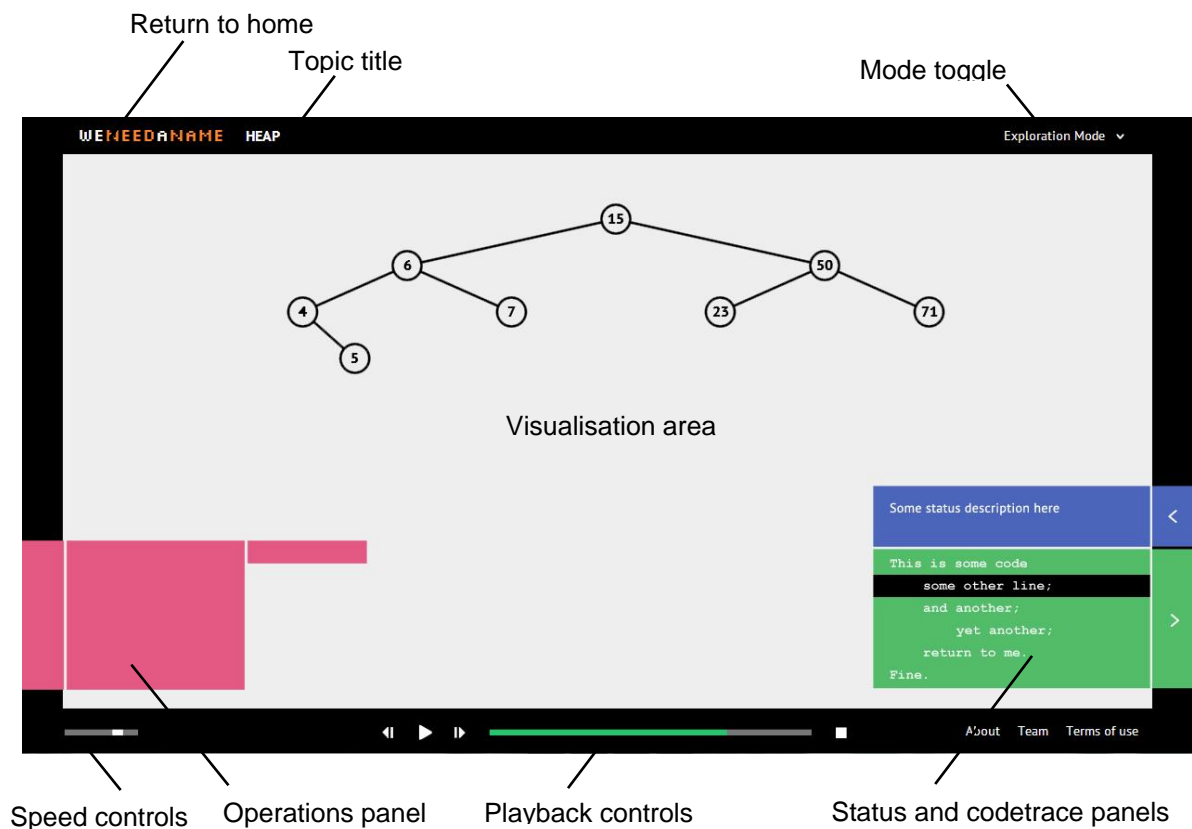 Return to home
Topic title
Mode toggle
WENEEDANAME HEAP
Exploration Mode
15
6 50
4 7 23 71
5
Visualisation area
Some status description here
This is some code
some other line;
and another;
yet another;
return to me.
Fine.
About Team Terms of use
Speed controls Operations panel Playback controls Status and codetrace panels